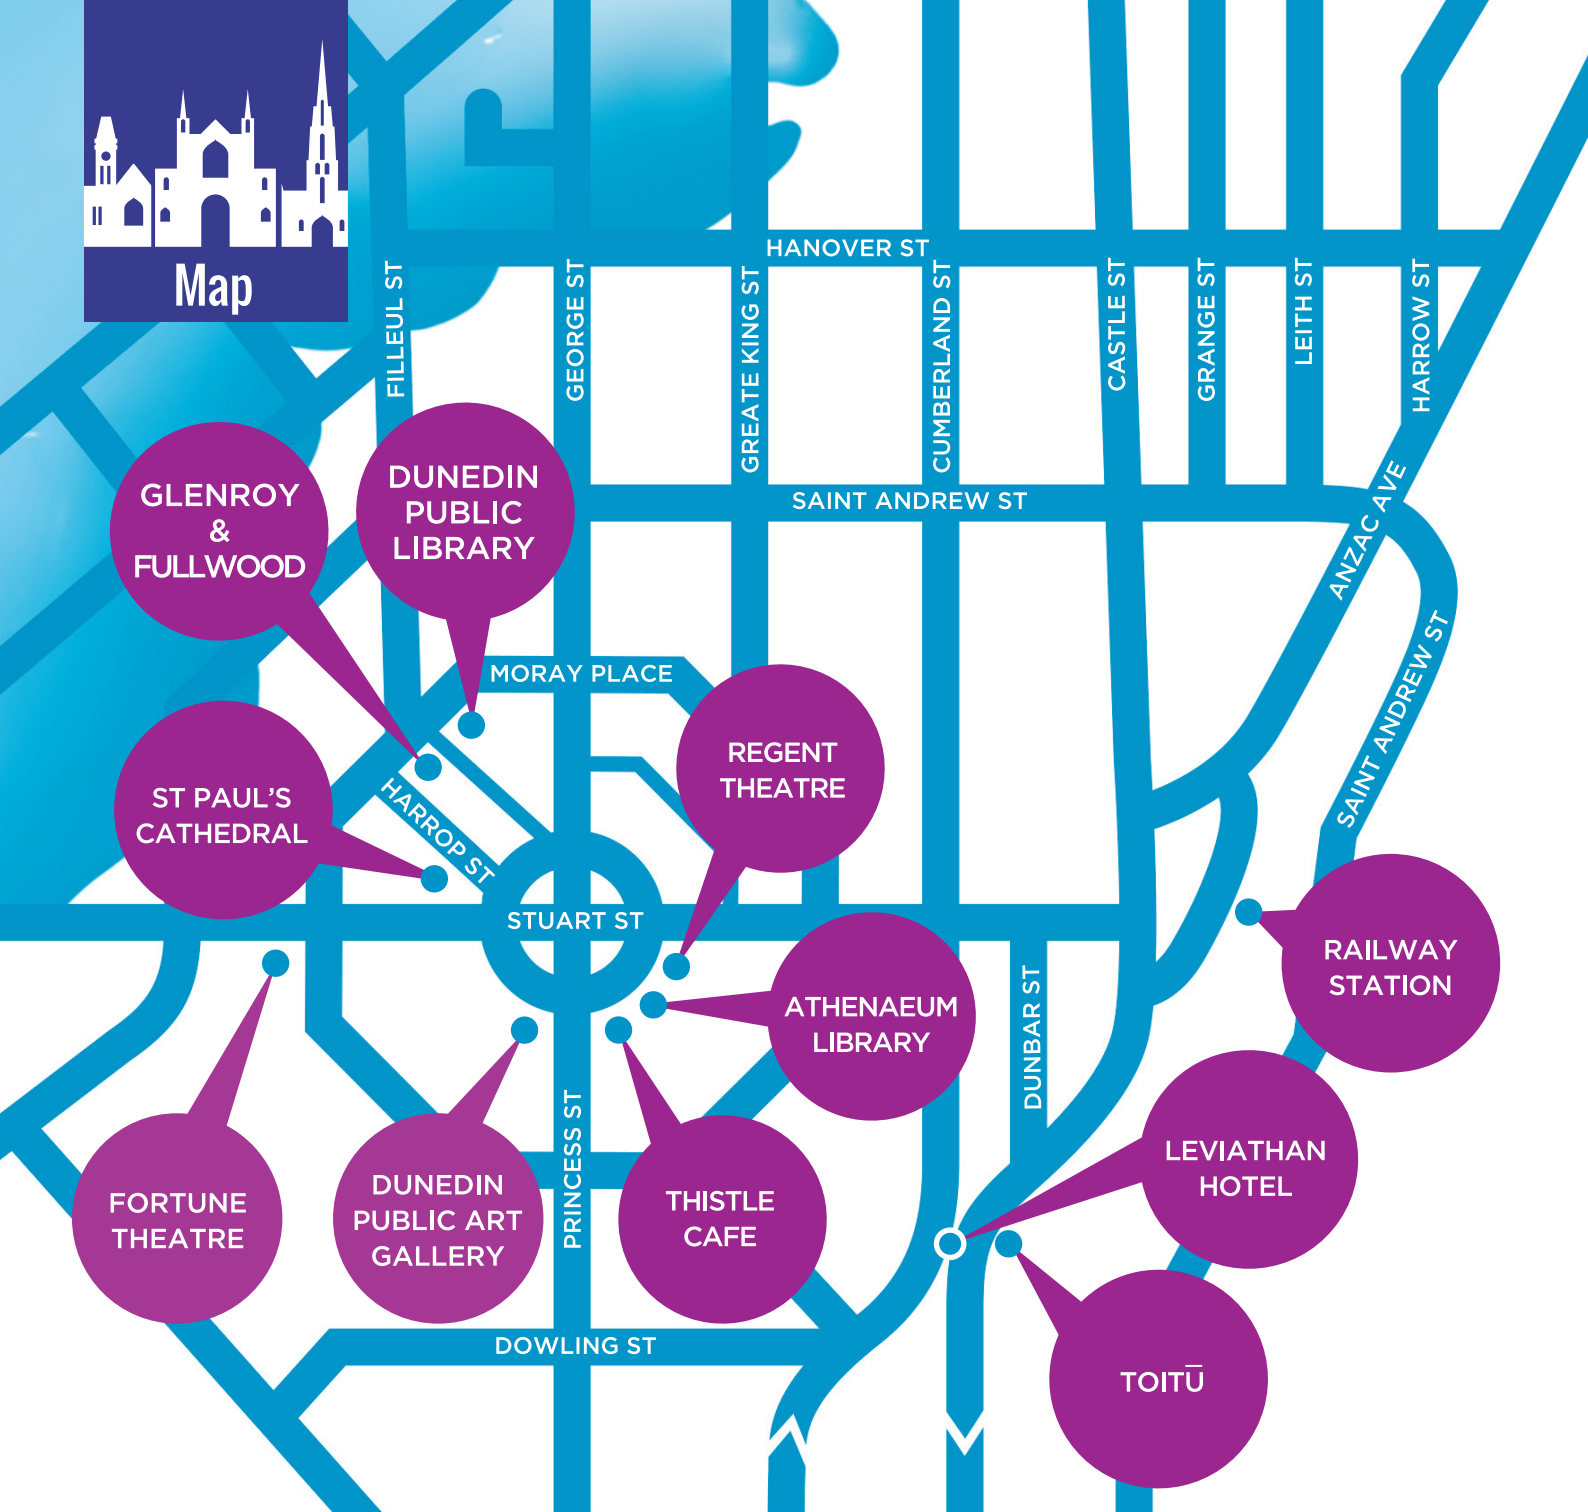 Map
HANOVER ST
FILLEUL ST
GEORGE ST
GREATE KING ST
CUMBERLAND ST
CASTLE ST
GRANGE ST
LEITH ST
HARROW ST
GLENROY
&
FULLWOOD
DUNEDIN
PUBLIC
LIBRARY
SAINT ANDREW ST
ANZAC AVE
SAINT ANDREW ST
MORAY PLACE
REGENT
THEATRE
ST PAUL'S
CATHEDRAL
HARROP ST
STUART ST
RAILWAY
STATION
ATHENAEUM
LIBRARY
DUNBAR ST
PRINCESS ST
LEVIATHAN
HOTEL
FORTUNE
THEATRE
DUNEDIN
PUBLIC ART
GALLERY
THISTLE
CAFE
DOWLING ST
TOITŪ